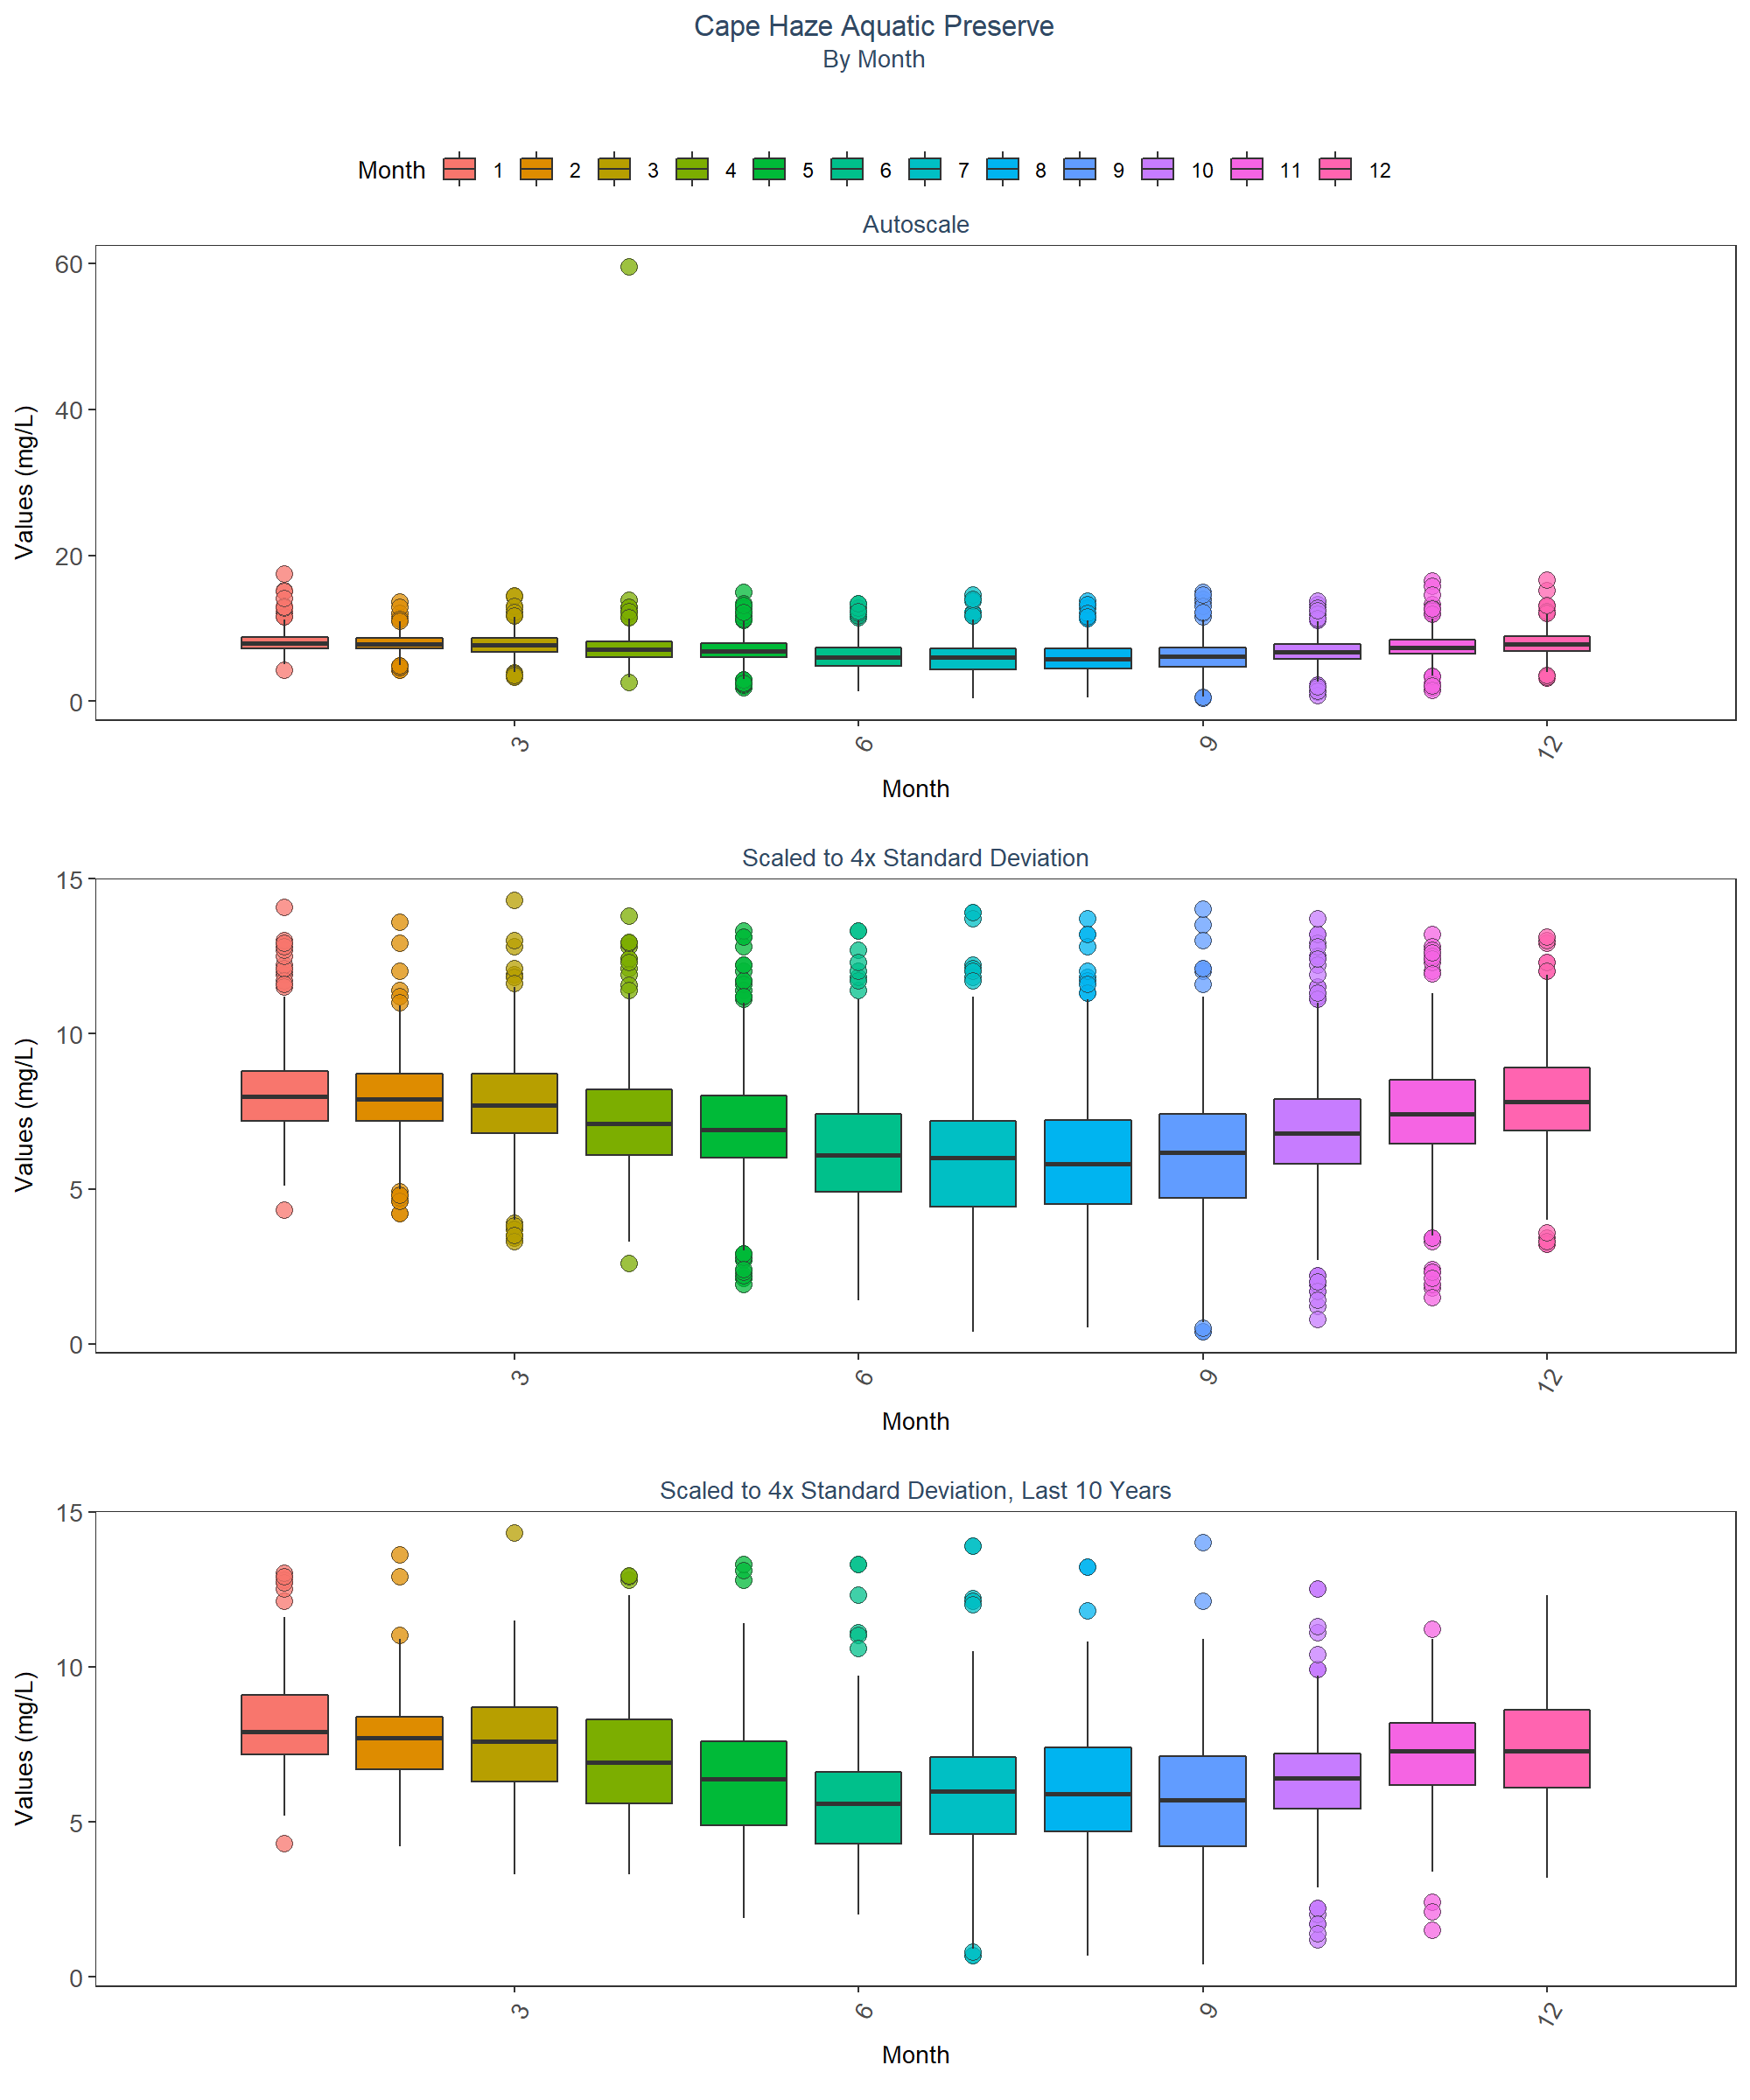 Cape Haze Aquatic Preserve
By Month
Month 1 2 3 4 5 6 7 8 9 10 11 12
Autoscale
Values (mg/L)
60
40
20
0
3 6 9 12
Month
Scaled to 4x Standard Deviation
Values (mg/L)
15
10
5
0
3 6 9 12
Month
Scaled to 4x Standard Deviation, Last 10 Years
Values (mg/L)
15
10
5
0
3 6 9 12
Month